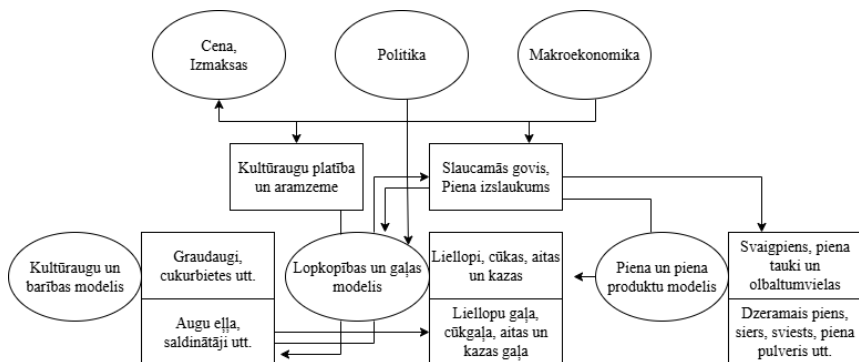 Cena,
Izmaksas
Politika
Makroekonomika
Kultūraugu platība
un aramzeme
Slaucamās govis,
Piena izslaukums
Kultūraugu un
barības modelis
Graudaugi,
cukurbietes utt.
Augu eļļa,
saldinātāji utt.
Lopkopības un gaļas
modelis
Liellopi, cūkas, aitas
un kazas
Liellopu gaļa,
cūkgaļa, aitas un
kazas gaļa
Piena un piena
produktu modelis
Svaigpiens, piena
tauki un
olbaltumvielas
Dzeramais piens,
siers, sviests, piena
pulveris utt.